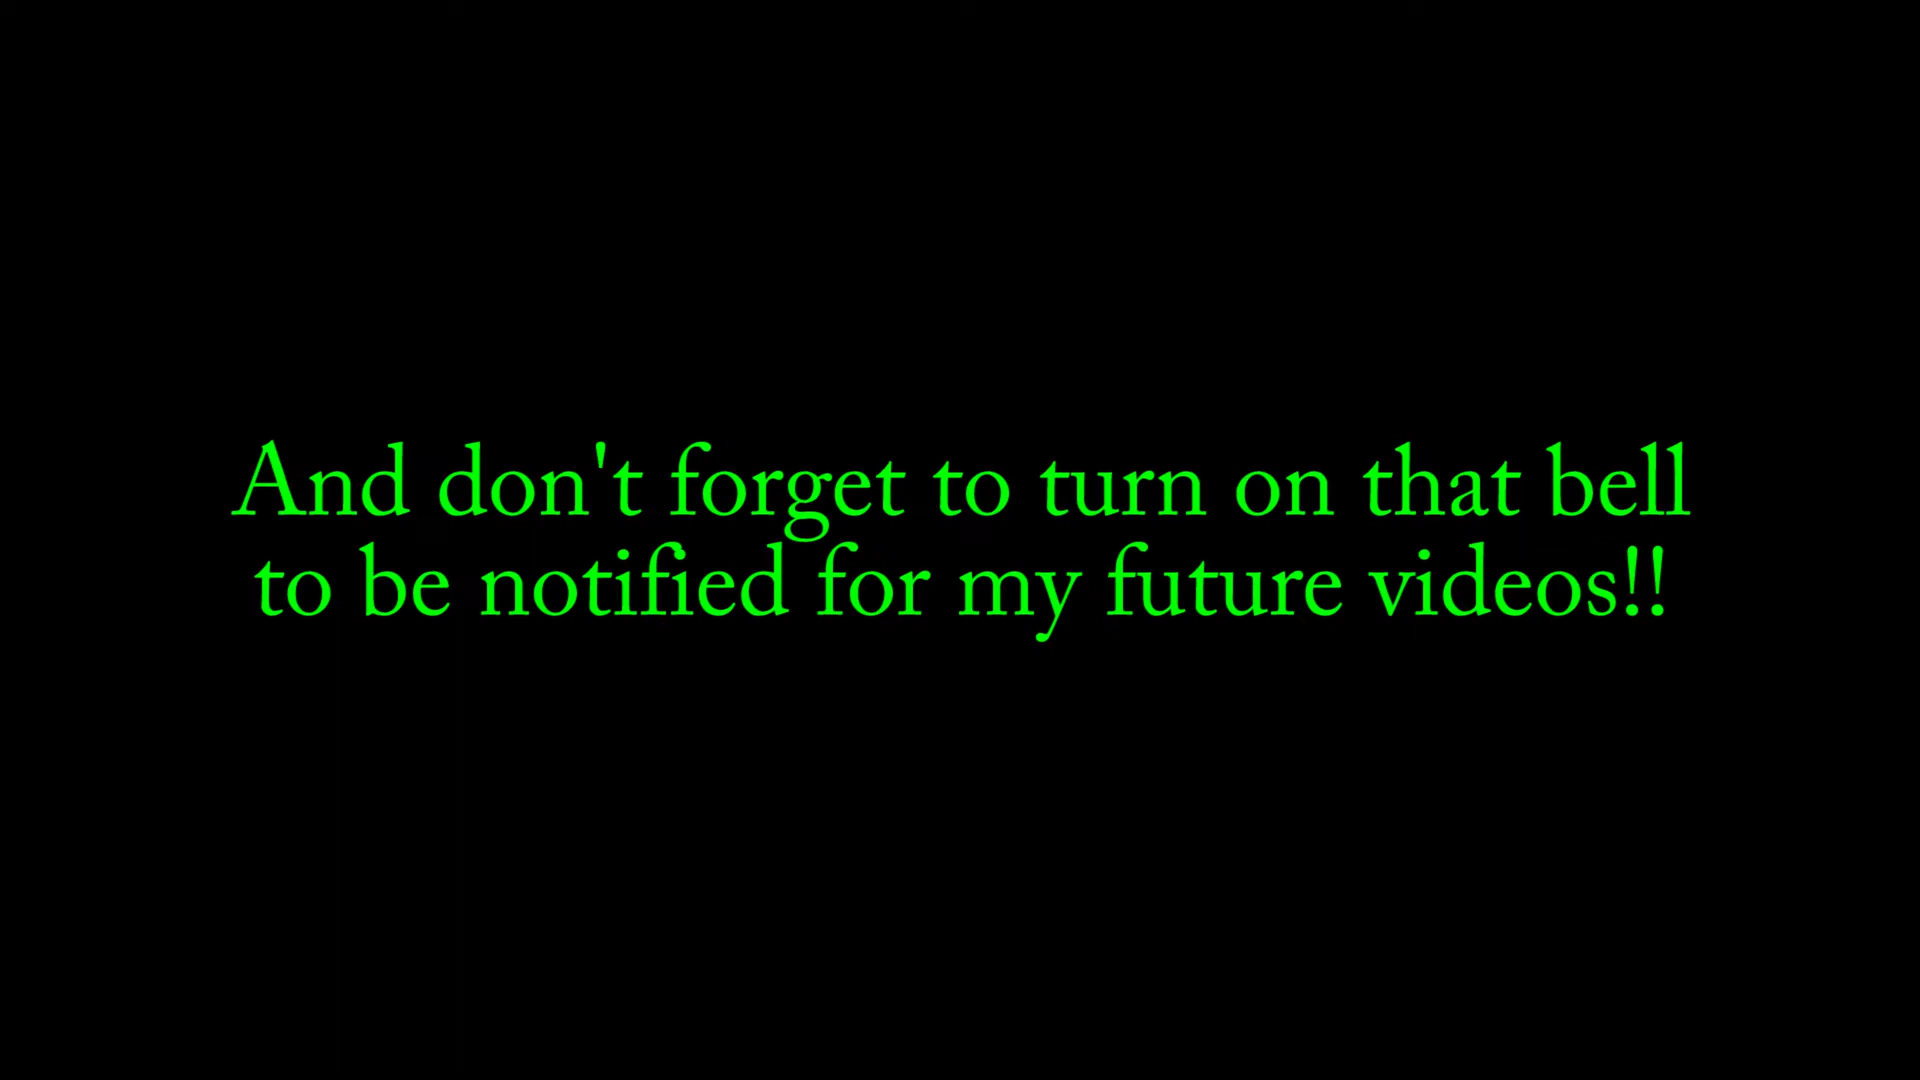 And don't forget to turn on that bell
to be notified for my future videos!!